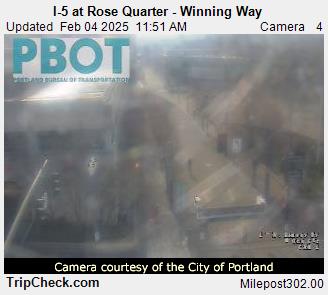 I-5 at Rose Quarter - Winning Way
Updated Feb 04 2025 11:51 AM Camera 4
PBOT
PORTLAND BUREAU OF TRANSPORTATION
Camera courtesy of the City of Portland
TripCheck.com Milepost302.00